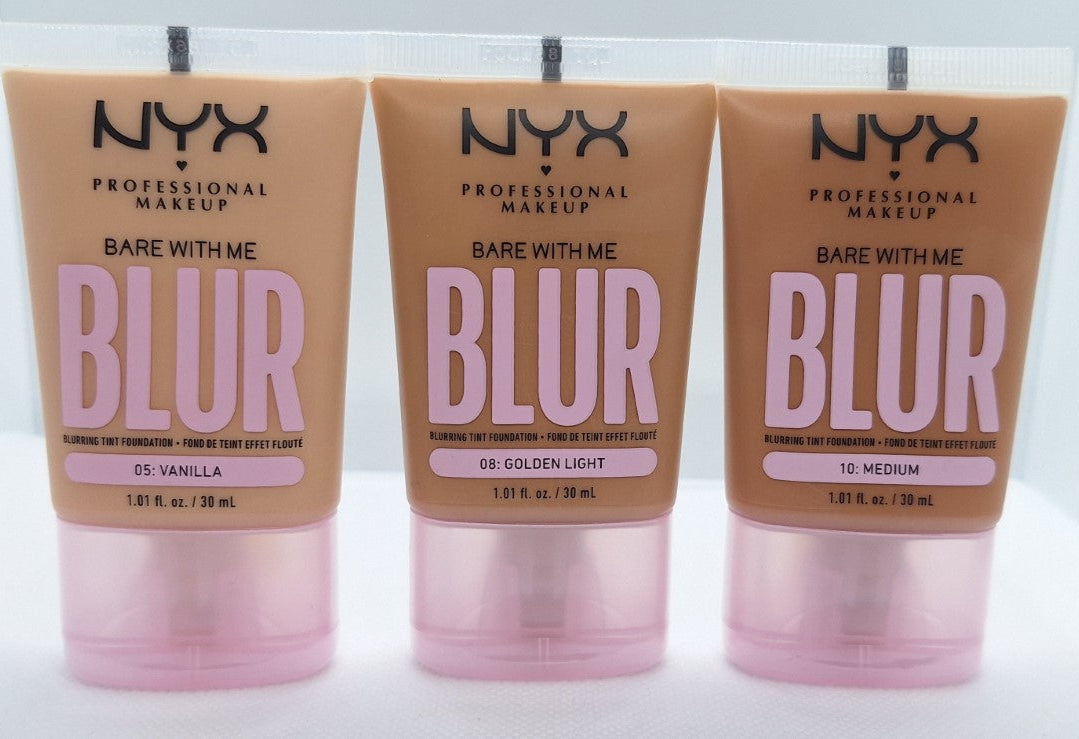 NYX
PROFESSIONAL
MAKEUP
BARE WITH ME
BLUR
BLURRING TINT FOUNDATION • FOND DE TEINT EFFET FLOUTÉ
05: VANILLA
1.01 fl. oz. / 30 mL
NYX
PROFESSIONAL
MAKEUP
BARE WITH ME
BLUR
BLURRING TINT FOUNDATION • FOND DE TEINT EFFET FLOUTÉ
08: GOLDEN LIGHT
1.01 fl. oz. / 30 mL
NYX
PROFESSIONAL
MAKEUP
BARE WITH ME
BLUR
BLURRING TINT FOUNDATION • FOND DE TEINT EFFET FLOUTÉ
10: MEDIUM
1.01 fl. oz. / 30 mL